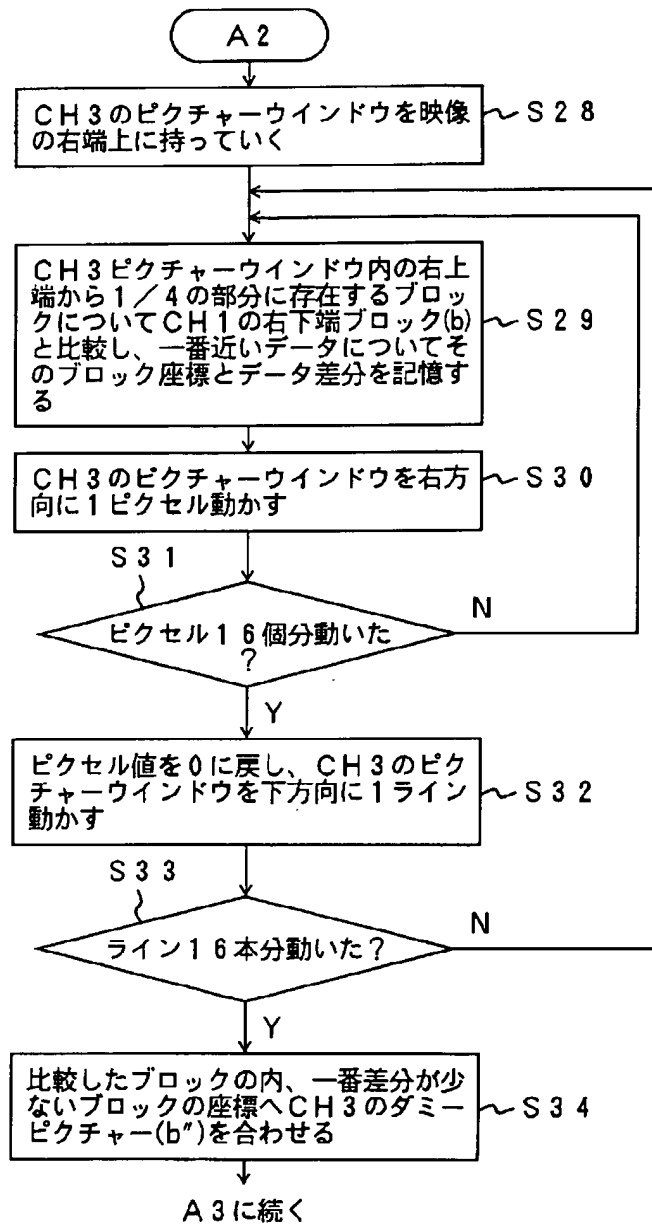 A2
CH3のピクチャーウインドウを映像
の右端上に持っていく
S28
CH3ピクチャーウインドウ内の右上
端から1/4の部分に存在するブロッ
クについてCH1の右下端ブロック(b)
と比較し、一番近いデータについてそ
のブロック座標とデータ差分を記憶す
る
S29
CH3のピクチャーウインドウを右方
向に1ピクセル動かす
S30
S31
ピクセル16個分動いた
?
N
Y
ピクセル値を0に戻し、CH3のピク
チャーウインドウを下方向に1ライン
動かす
S32
S33
ライン16本分動いた?
N
Y
比較したブロックの内、一番差分が少
ないブロックの座標へCH3のダミー
ピクチャー(b")を合わせる
S34
A3に続く